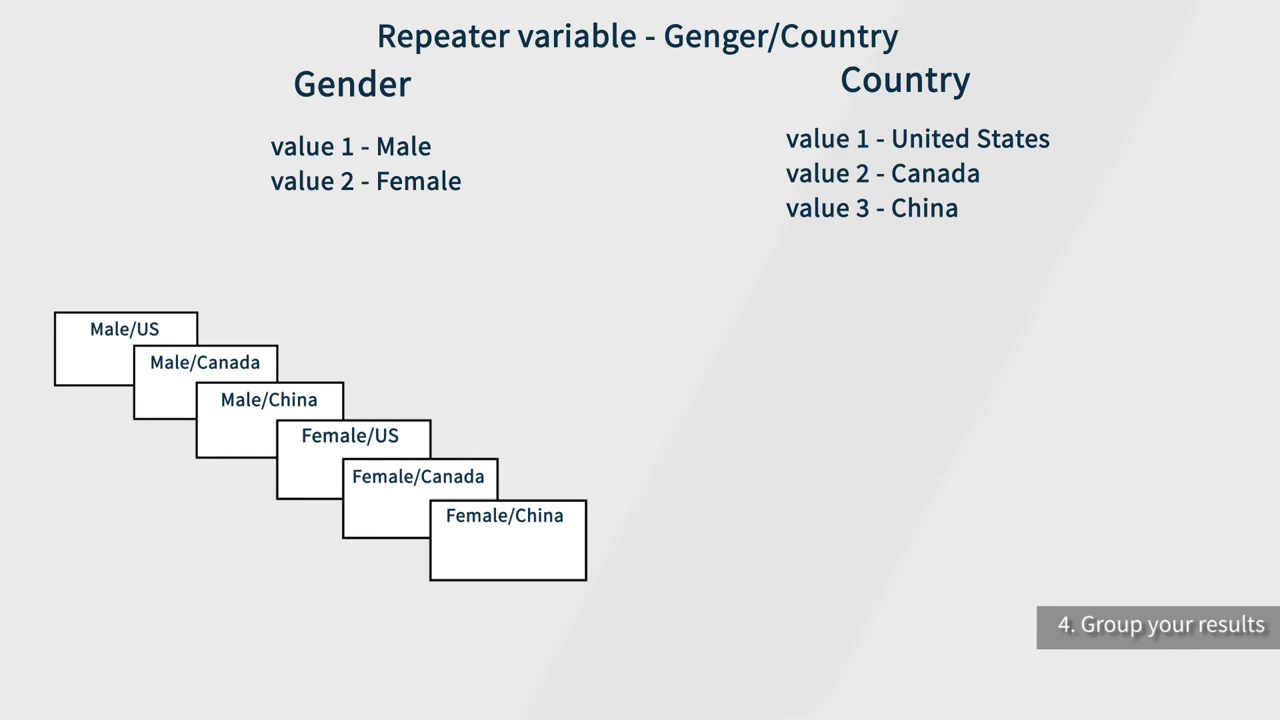 Repeater variable - Genger/Country
Gender
value 1 - Male
value 2 - Female
Country
value 1 - United States
value 2 - Canada
value 3 - China
Male/US
Male/Canada
Male/China
Female/US
Female/Canada
Female/China
4. Group your results